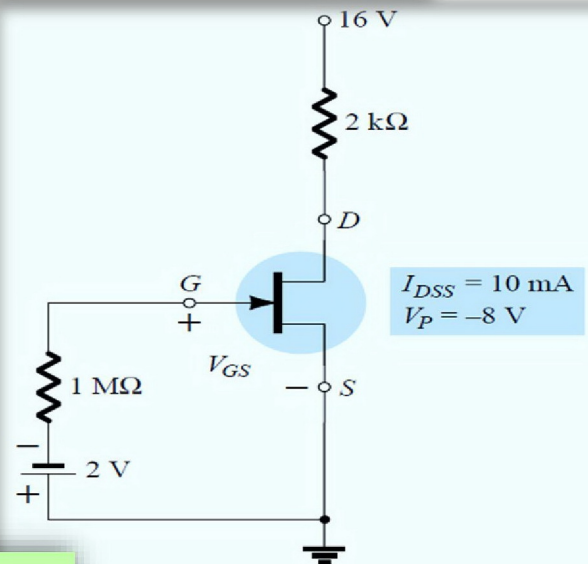 16 V
2 kΩ
D
G
+
I_DSS = 10 mA
V_P = –8 V
V_GS
–
S
1 MΩ
–
2 V
+